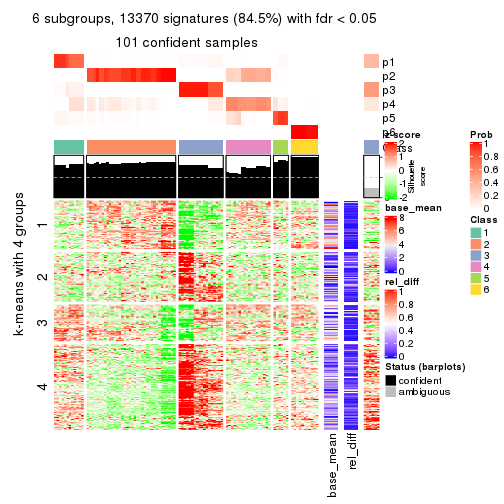 6 subgroups, 13370 signatures (84.5%) with fdr < 0.05
101 confident samples
p1
p2
p3
p4
p5
p6
Class
Silhouette
score
k-means with 4 groups
1
2
3
4
base_mean
rel_diff
z-score
2
1
0
-1
-2
base_mean
8
6
4
2
0
rel_diff
1
0.8
0.6
0.4
0.2
0
Status (barplots)
confident
ambiguous
Prob
1
0.8
0.6
0.4
0.2
0
Class
1
2
3
4
5
6